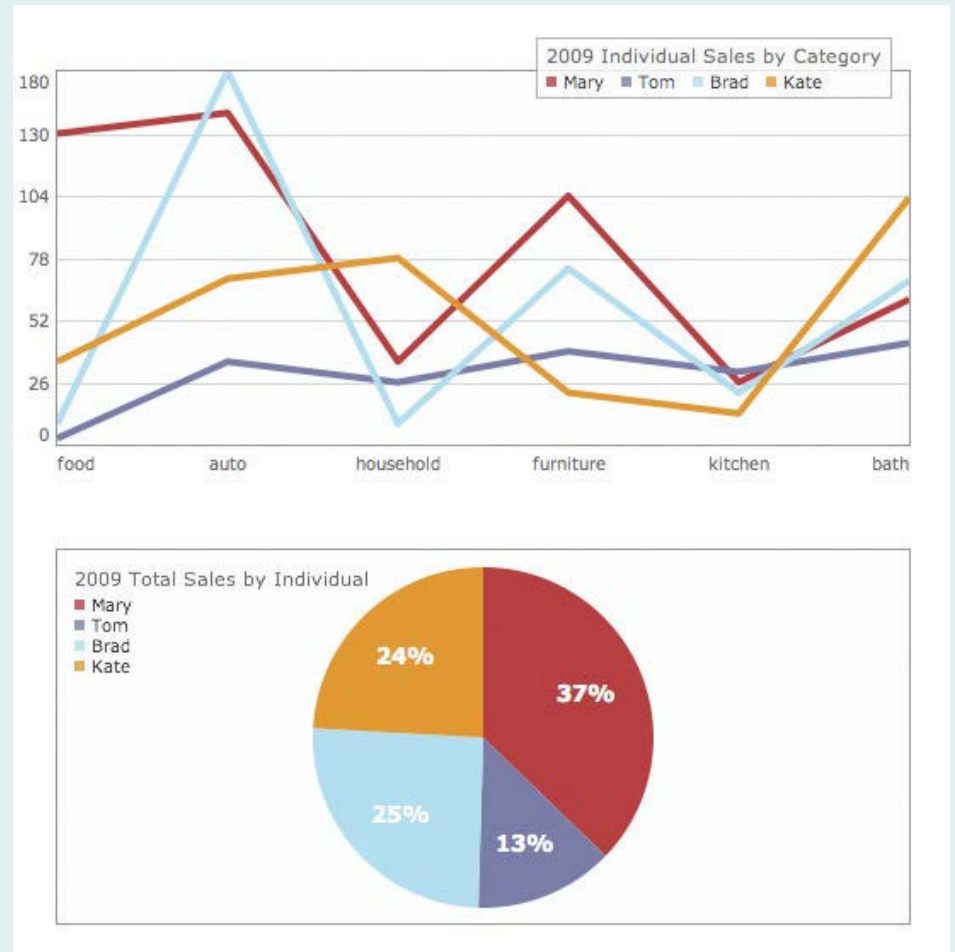 2009 Individual Sales by Category
Mary Tom Brad Kate
180
130
104
78
52
26
0
food auto household furniture kitchen bath
2009 Total Sales by Individual
Mary
Tom
Brad
Kate
24%
37%
25%
13%